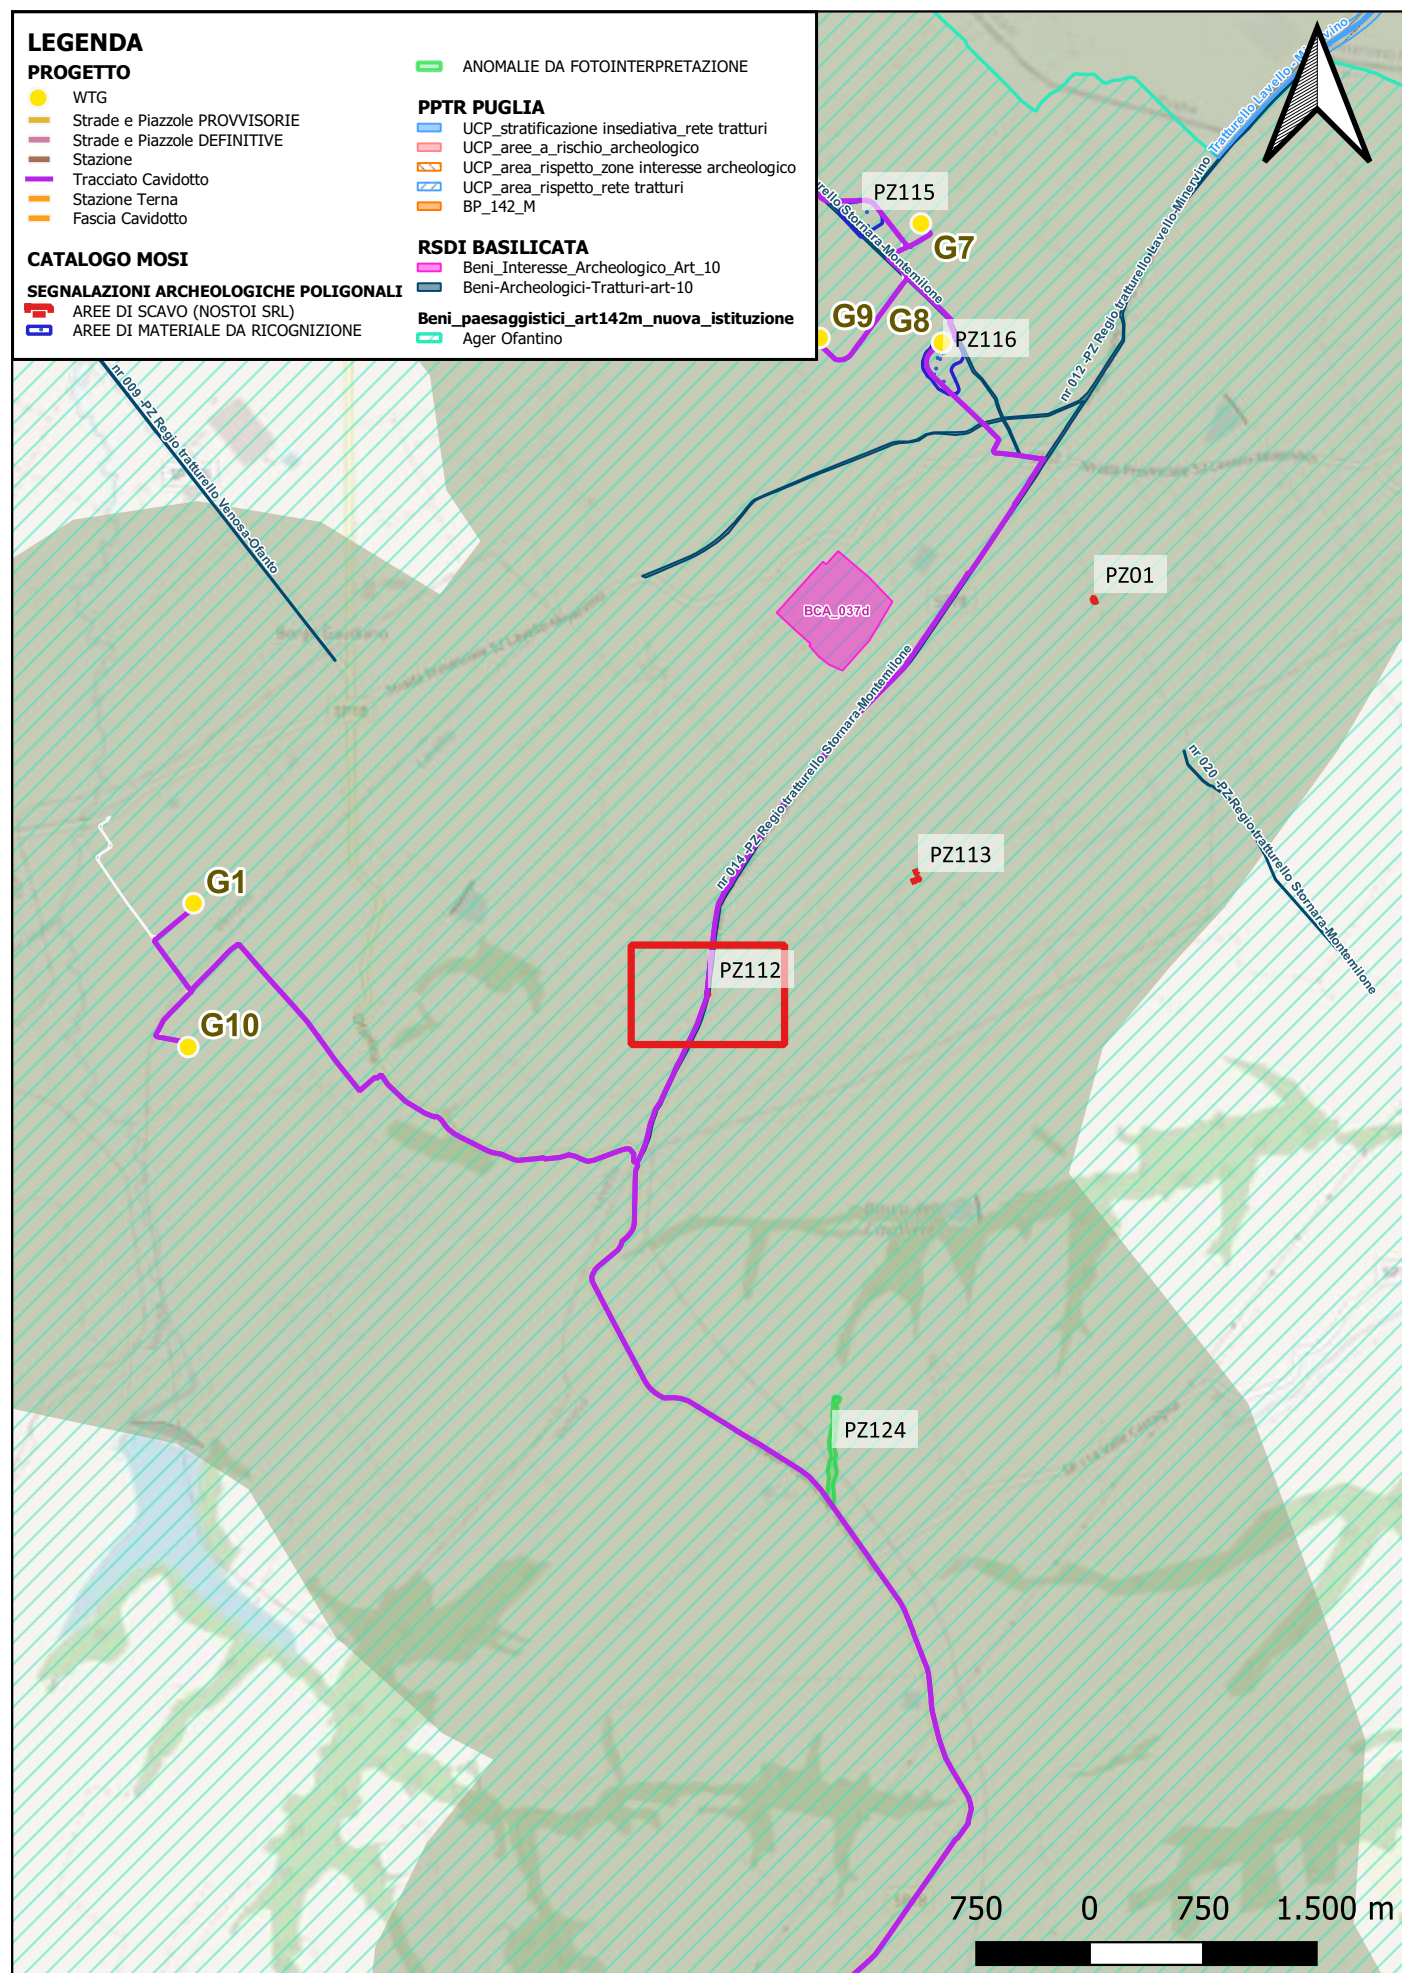 LEGENDA
PROGETTO
WTG
Strade e Piazzole PROVVISORIE
Strade e Piazzole DEFINITIVE
Stazione
Tracciato Cavidotto
Stazione Terna
Fascia Cavidotto
CATALOGO MOSI
SEGNALAZIONI ARCHEOLOGICHE POLIGONALI
AREE DI SCAVO (NOSTOI SRL)
AREE DI MATERIALE DA RICOGNIZIONE
ANOMALIE DA FOTOINTERPRETAZIONE
PPTR PUGLIA
UCP_stratificazione insediativa_rete tratturi
UCP_aree_a_rischio_archeologico
UCP_area_rispetto_zone interesse archeologico
UCP_area_rispetto_rete tratturi
BP_142_M
RSDI BASILICATA
Beni_Interesse_Archeologico_Art_10
Beni-Archeologici-Tratturi-art-10
Beni_paesaggistici_art142m_nuova_istituzione
Ager Ofantino
Tratturello Lavello - Minervino
nr 012 -PZ Regio tratturello Lavello-Minervino
Stornara-Montemilone
PZ115
G7
G9
G8
PZ116
nr 009 -PZ Regio tratturello Venosa-Ofanto
PZ01
BCA_037d
nr 014 -PZ Regio tratturello Stornara-Montemilone
nr 020 -PZ Regio tratturello Stornara-Montemilone
PZ113
G1
PZ112
G10
PZ124
750 0 750 1.500 m